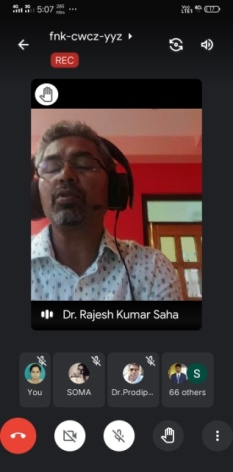 5:07
fnk-cwcz-yyz
REC
Dr. Rajesh Kumar Saha
You
SOMA
Dr.Prodip...
S
66 others